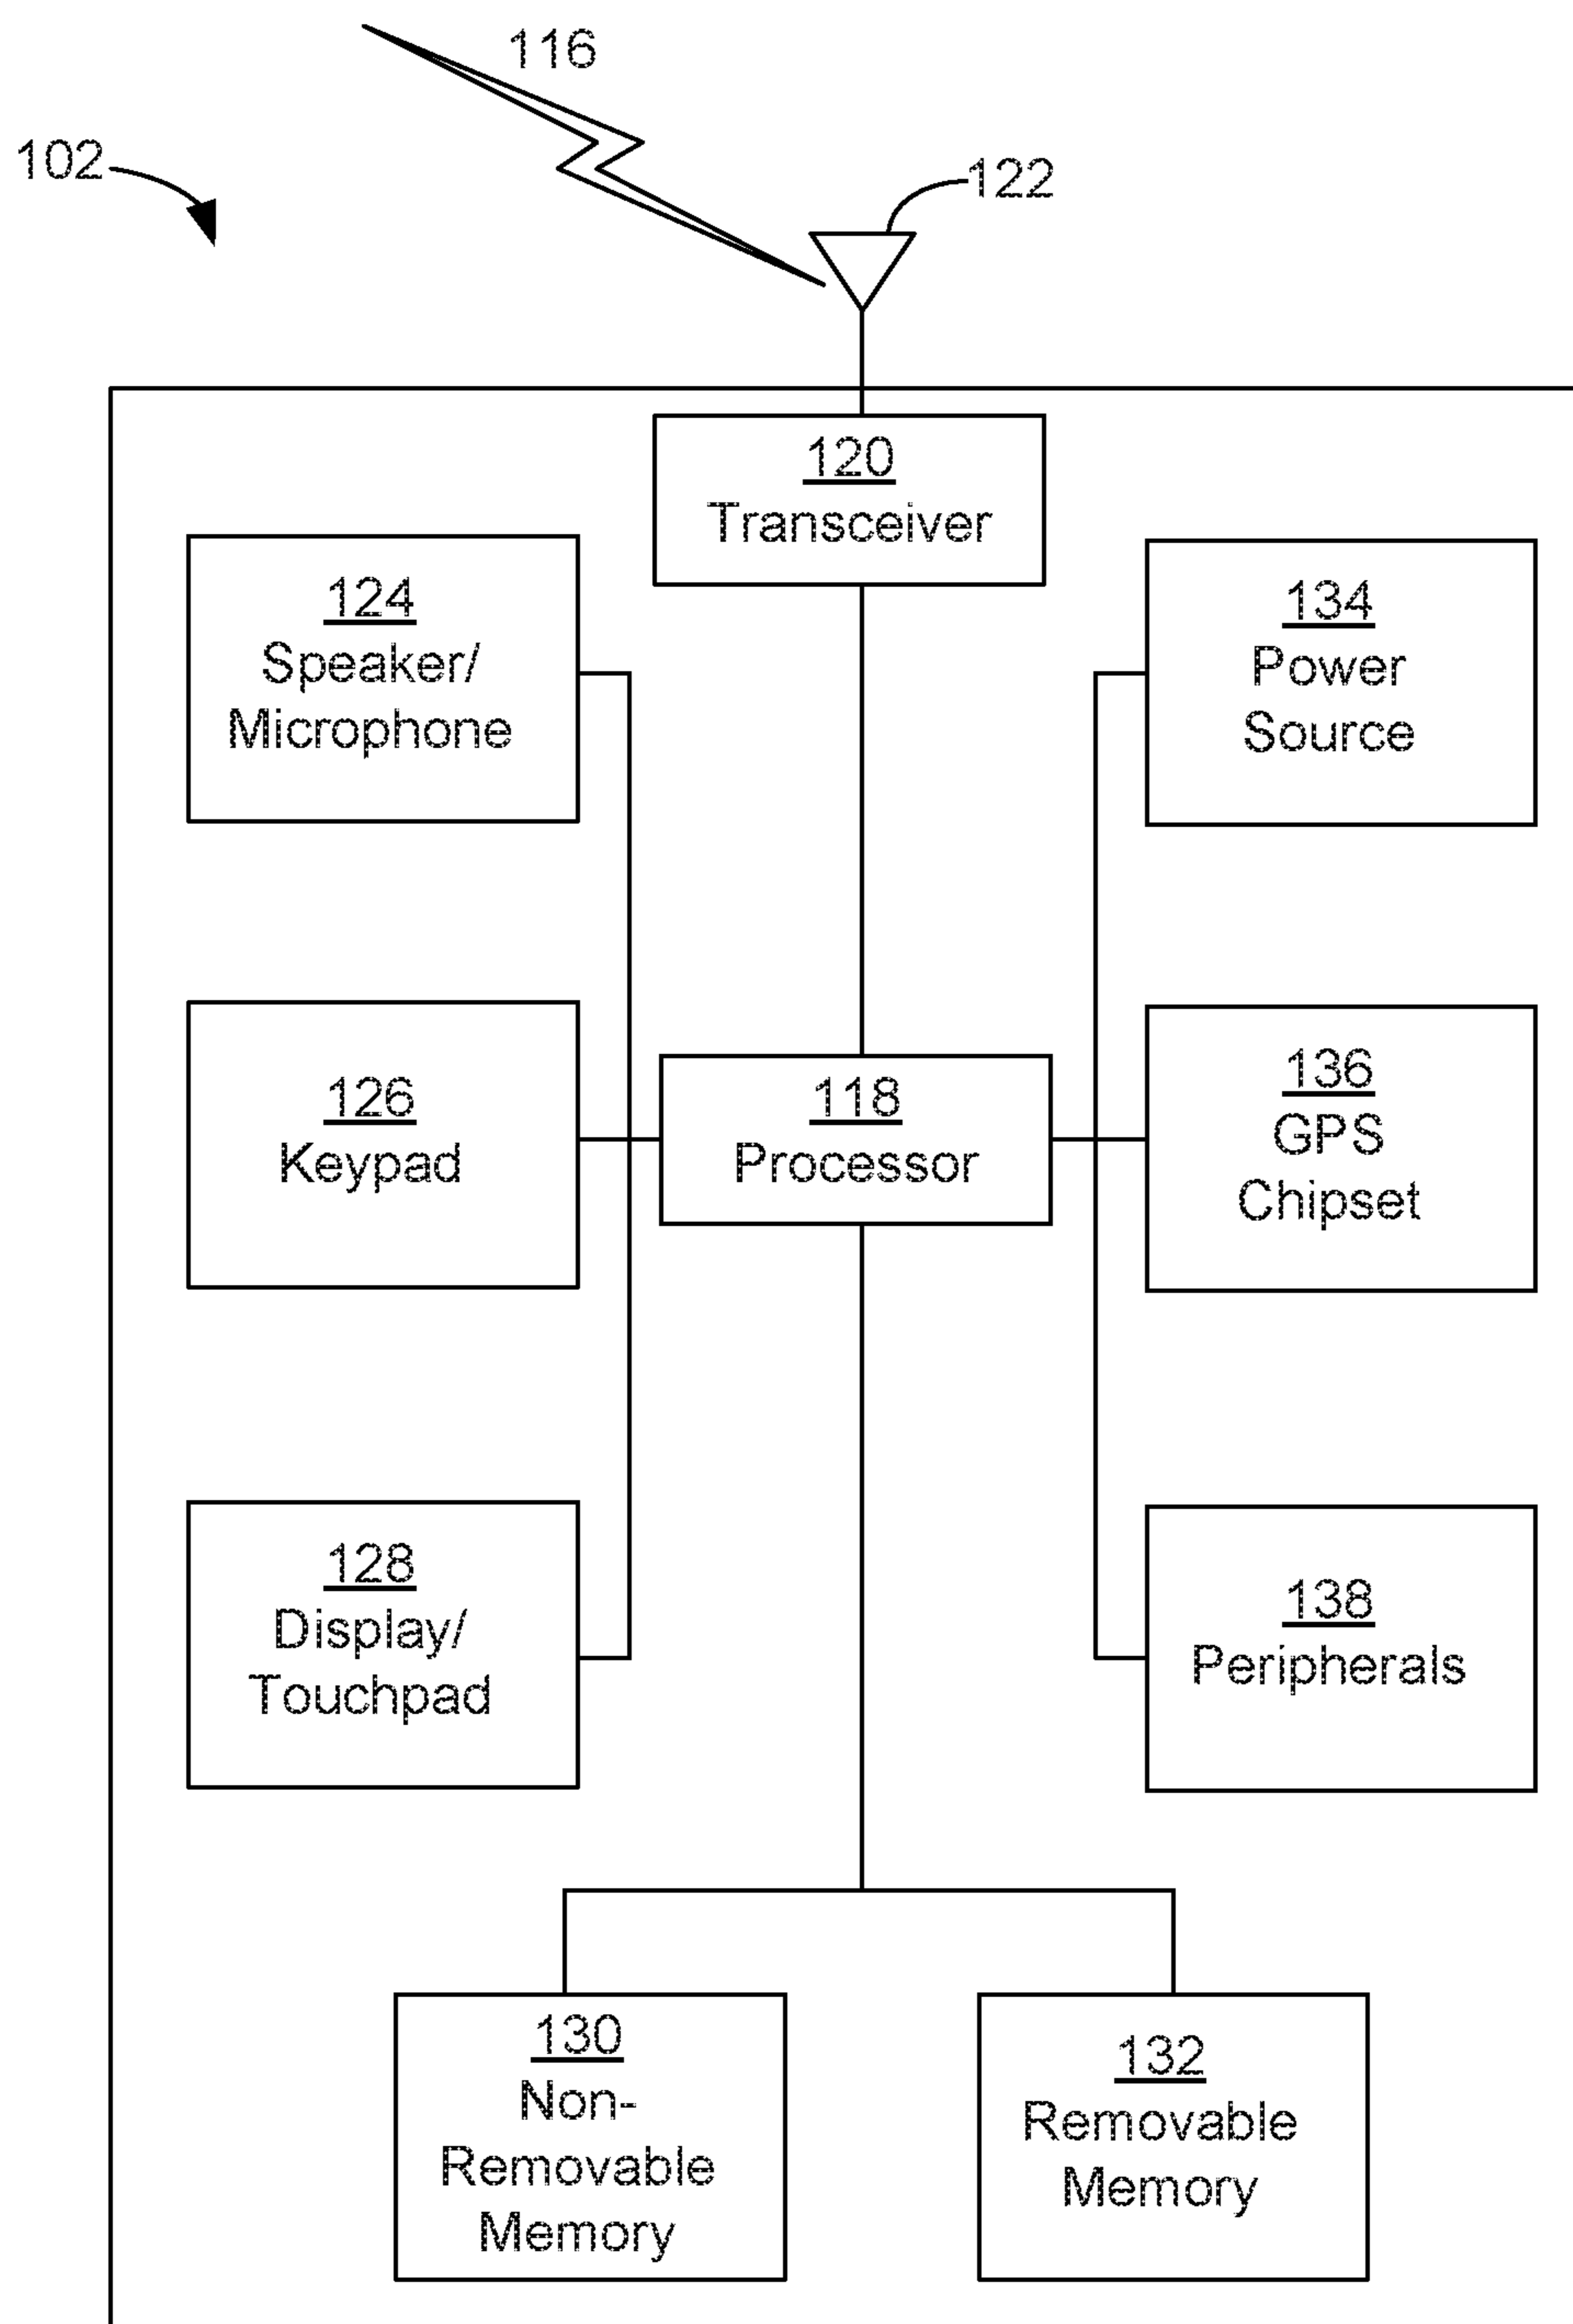 116
102
122
120
Transceiver
124
Speaker/
Microphone
134
Power
Source
126
Keypad
118
Processor
136
GPS
Chipset
128
Display/
Touchpad
138
Peripherals
130
Non-
Removable
Memory
132
Removable
Memory